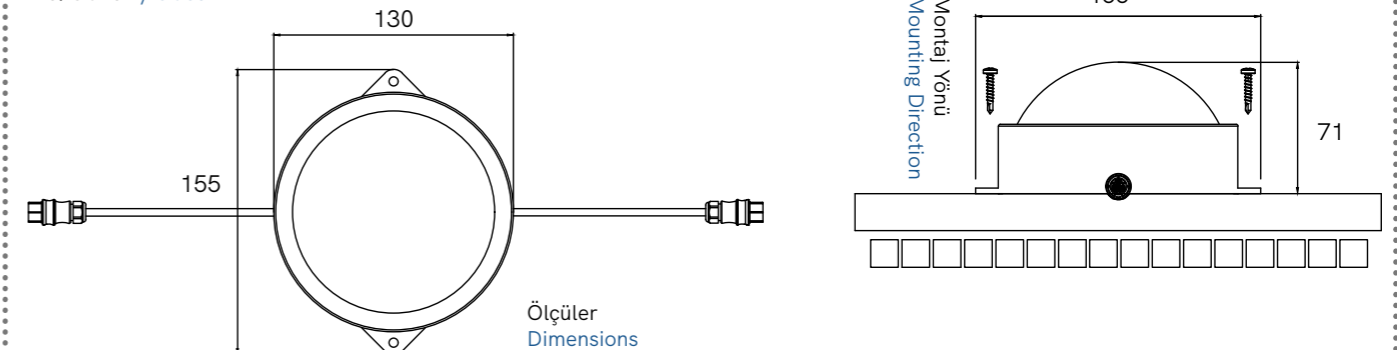 130
155
Ölçüler
Dimensions
Montaj Yönü
Mounting Direction
71